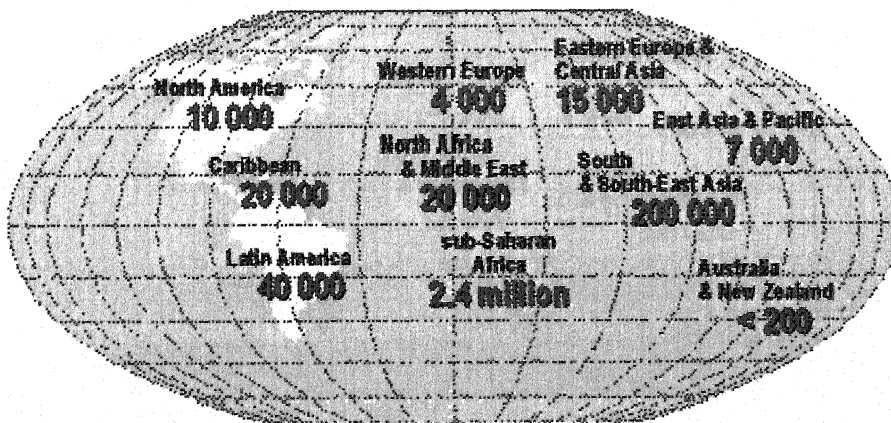 North America
10 000
Western Europe
4 000
Eastern Europe &
Central Asia
15 000
East Asia & Pacific
7 000
Caribbean
20 000
North Africa
& Middle East
20 000
South
& South-East Asia
200 000
Latin America
40 000
sub-Saharan
Africa
2.4 million
Australia
& New Zealand
< 200